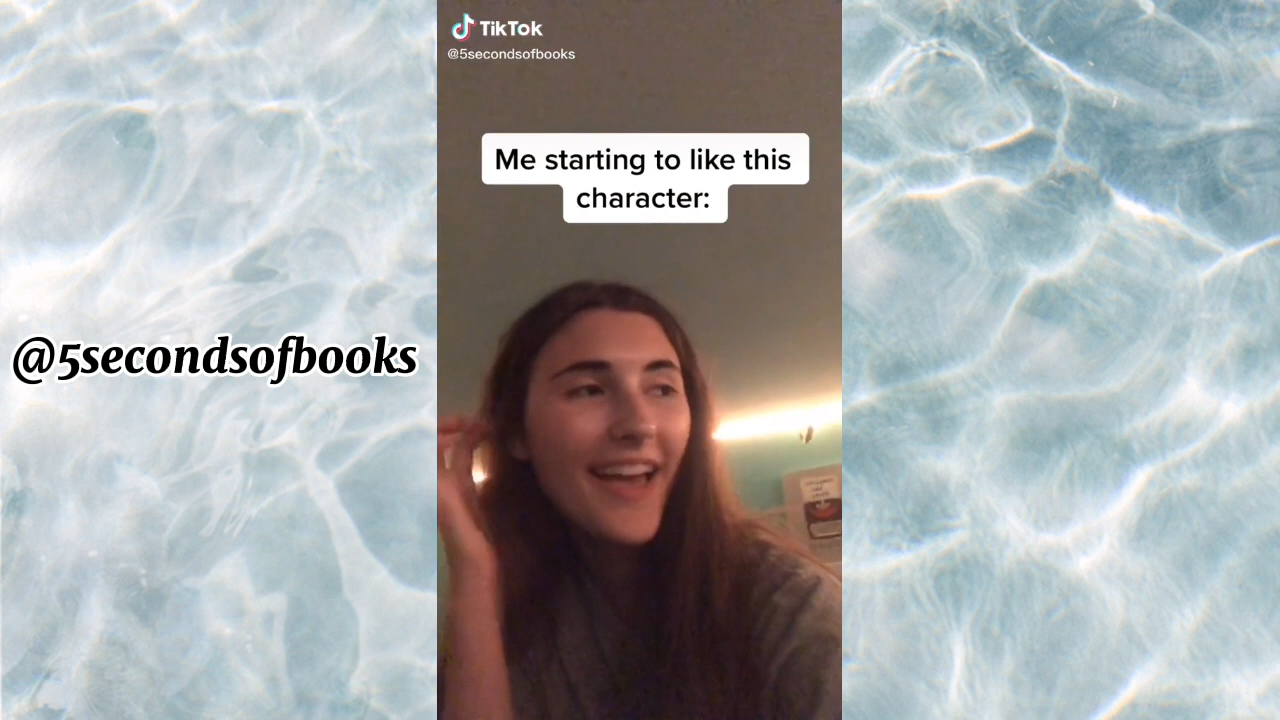 TikTok
@5secondsofbooks
Me starting to like this
character:
@5secondsofbooks